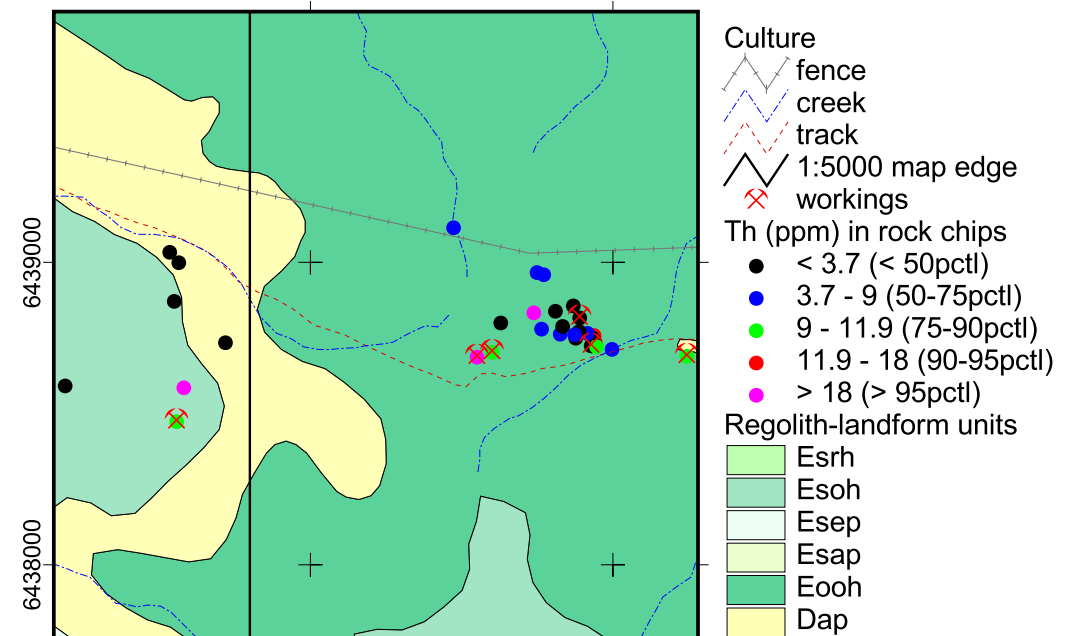 6439000
6438000
Culture
fence
creek
track
1:5000 map edge
workings
Th (ppm) in rock chips
< 3.7 (< 50pctl)
3.7 - 9 (50-75pctl)
9 - 11.9 (75-90pctl)
11.9 - 18 (90-95pctl)
> 18 (> 95pctl)
Regolith-landform units
Esrh
Esoh
Esep
Esap
Eooh
Dap